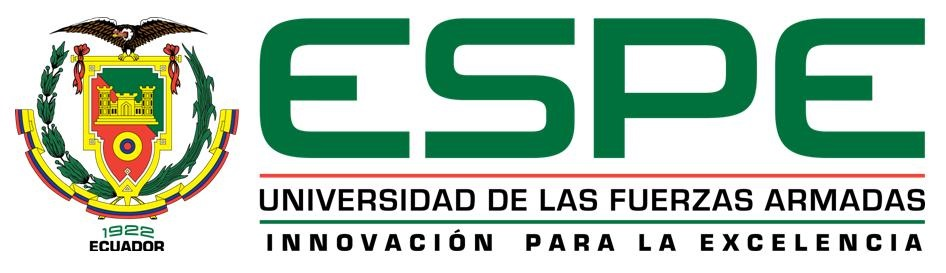 ESPE
UNIVERSIDAD DE LAS FUERZAS ARMADAS
INNOVACIÓN PARA LA EXCELENCIA
1922
ECUADOR